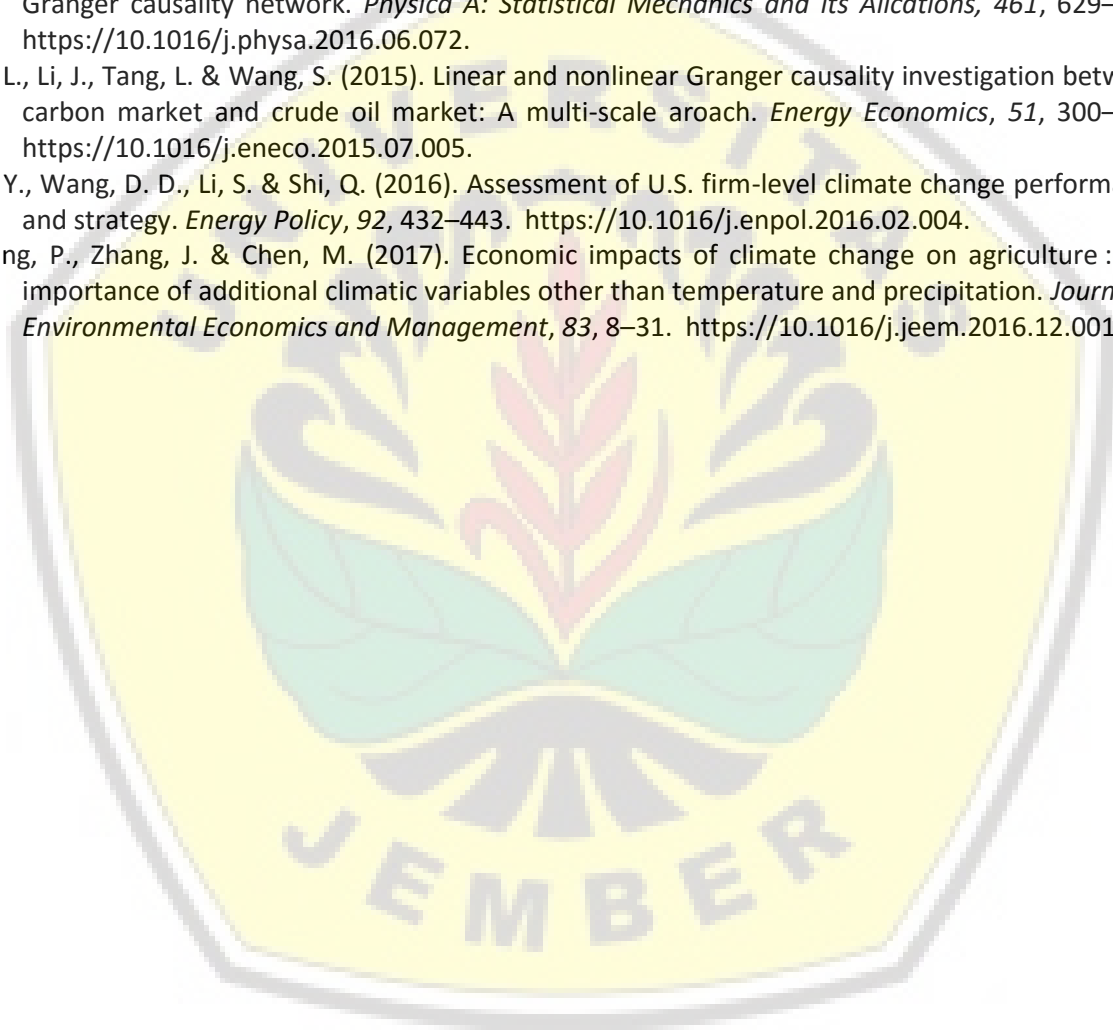 Granger causality network. Physica A: Statistical Mechanics and its Alications, 461, 629–
https://10.1016/j.physa.2016.06.072.
L., Li, J., Tang, L. & Wang, S. (2015). Linear and nonlinear Granger causality investigation betw
carbon market and crude oil market: A multi-scale aroach. Energy Economics, 51, 300–
https://10.1016/j.eneco.2015.07.005.
Y., Wang, D. D., Li, S. & Shi, Q. (2016). Assessment of U.S. firm-level climate change perform
and strategy. Energy Policy, 92, 432–443. https://10.1016/j.enpol.2016.02.004.
ng, P., Zhang, J. & Chen, M. (2017). Economic impacts of climate change on agriculture :
importance of additional climatic variables other than temperature and precipitation. Journ
Environmental Economics and Management, 83, 8–31. https://10.1016/j.jeem.2016.12.001
UNIVERSITAS
JEMBER